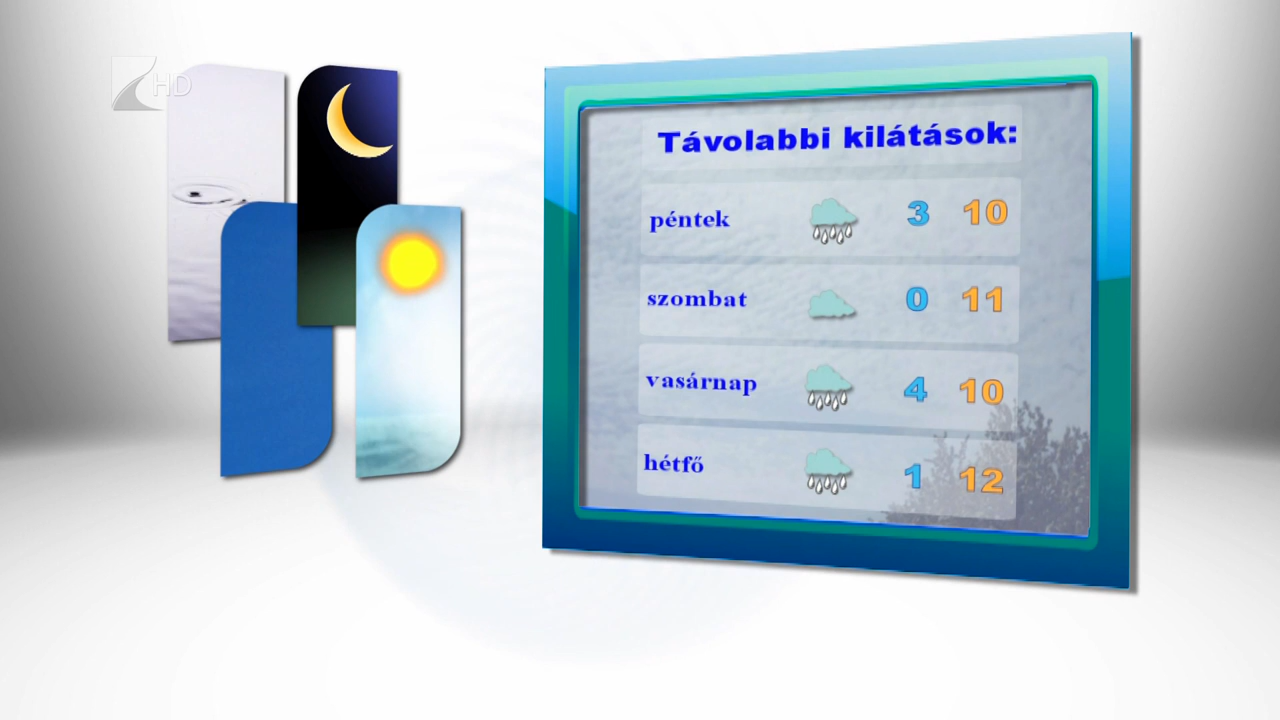 HD
Távolabbi kilátások:
péntek 3 10
szombat 0 11
vasárnap 4 10
hétfő 1 12